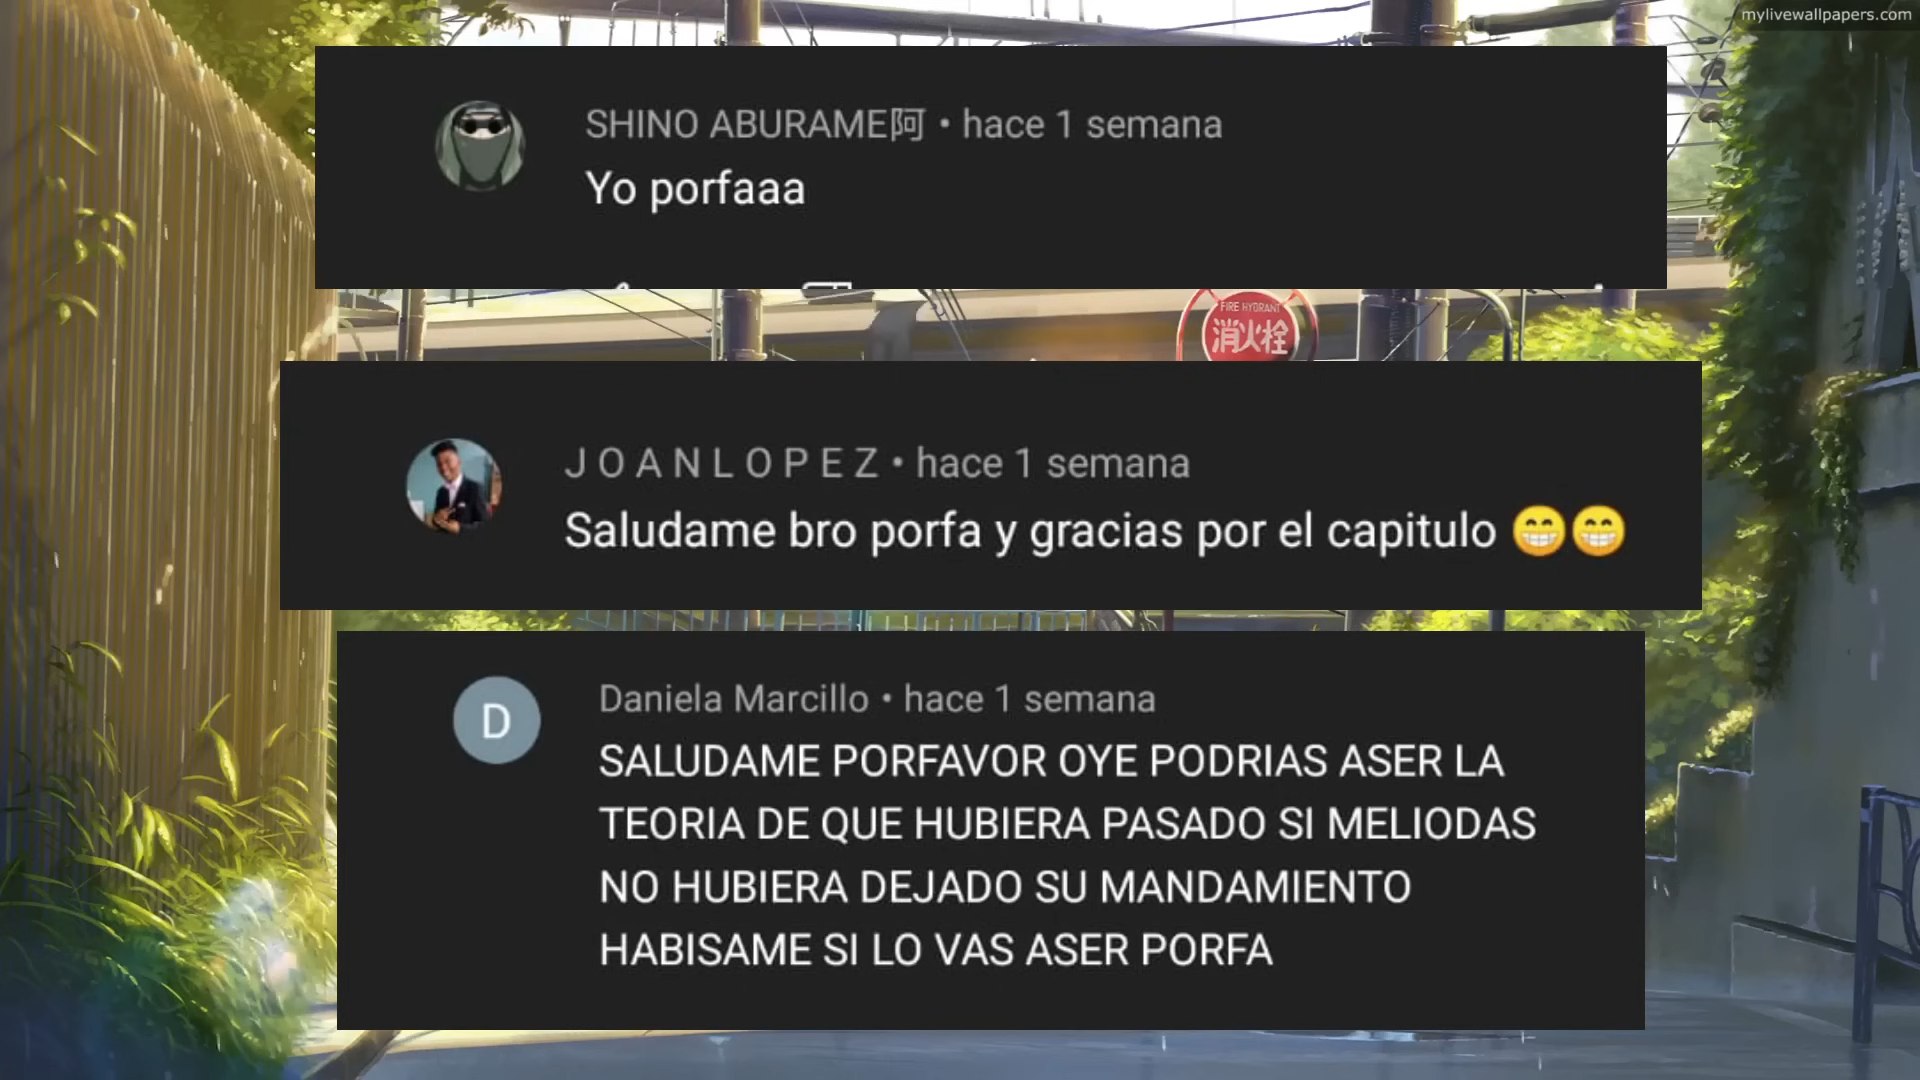 mylivewallpapers.com
SHINO ABURAME阿 • hace 1 semana
Yo porfaaa
FIRE HYDRANT
消火栓
J O A N L O P E Z • hace 1 semana
Saludame bro porfa y gracias por el capitulo 😁😁
D
Daniela Marcillo • hace 1 semana
SALUDAME PORFAVOR OYE PODRIAS ASER LA
TEORIA DE QUE HUBIERA PASADO SI MELIODAS
NO HUBIERA DEJADO SU MANDAMIENTO
HABISAME SI LO VAS ASER PORFA